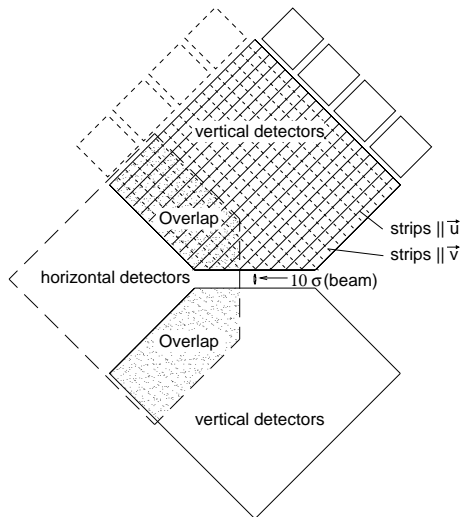 vertical detectors
Overlap
strips || u⃗
strips || v⃗
horizontal detectors
10 σ(beam)
Overlap
vertical detectors